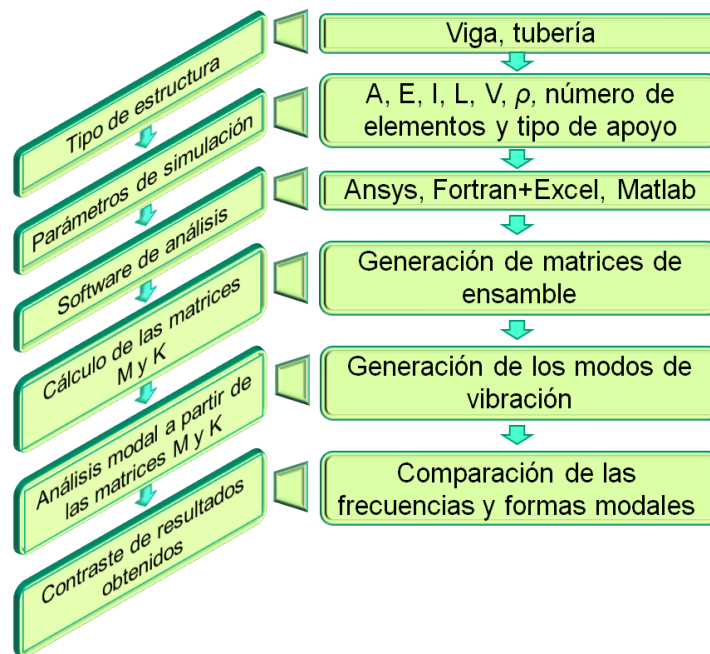 Tipo de estructura
Viga, tubería
Parámetros de simulación
A, E, I, L, V, ρ, número de
elementos y tipo de apoyo
Software de análisis
Ansys, Fortran+Excel, Matlab
Cálculo de las matrices
M y K
Generación de matrices de
ensamble
Análisis modal a partir de
las matrices M y K
Generación de los modos de
vibración
Contraste de resultados
obtenidos
Comparación de las
frecuencias y formas modales